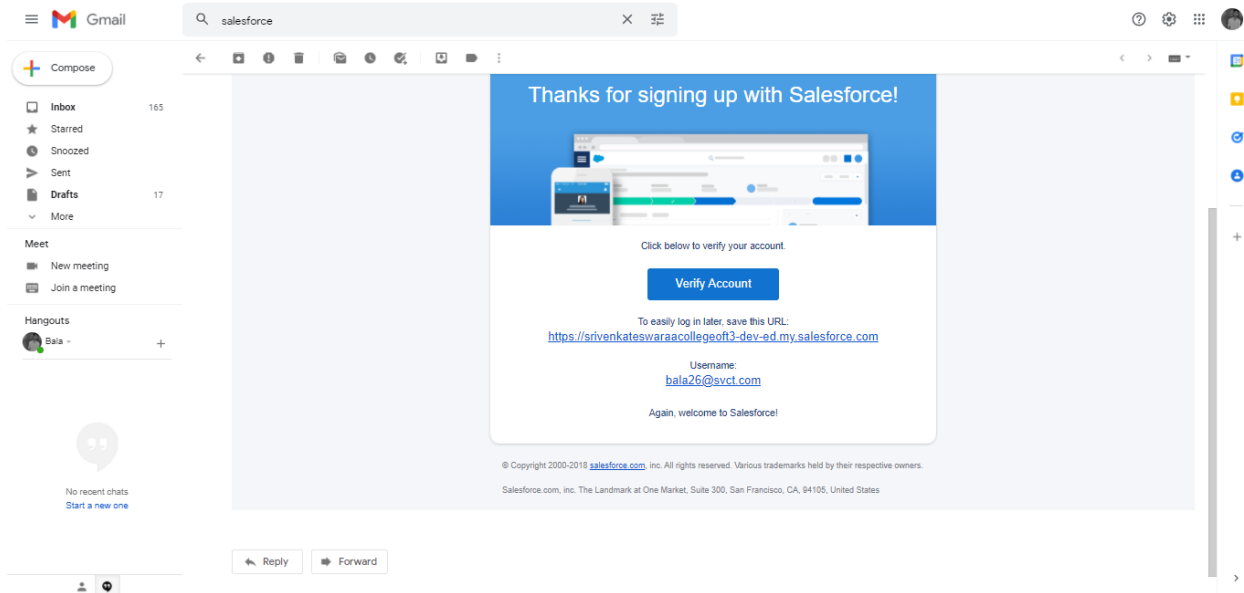 Gmail
salesforce
Compose
Inbox 165
Starred
Snoozed
Sent
Drafts 17
More
Meet
New meeting
Join a meeting
Hangouts
Bala
No recent chats
Start a new one
Thanks for signing up with Salesforce!
Click below to verify your account.
Verify Account
To easily log in later, save this URL:
https://srivenkateswaraacollegeoft3-dev-ed.my.salesforce.com
Username:
bala26@svct.com
Again, welcome to Salesforce!
© Copyright 2000-2018 salesforce.com, inc. All rights reserved. Various trademarks held by their respective owners.
Salesforce.com, inc. The Landmark at One Market, Suite 300, San Francisco, CA, 94105, United States
Reply
Forward